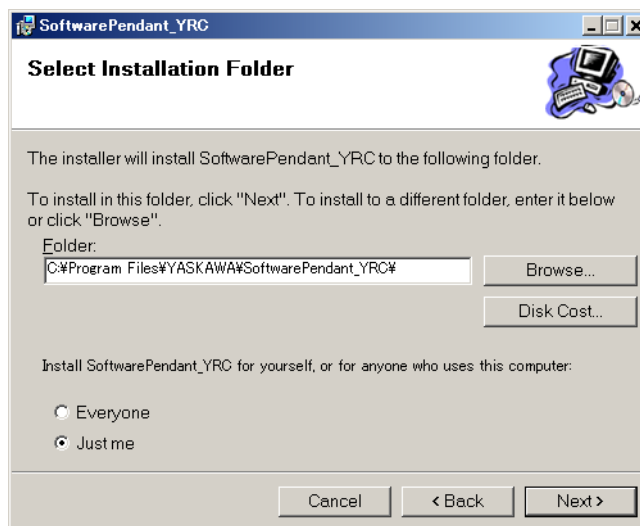 SoftwarePendant_YRC
Select Installation Folder
The installer will install SoftwarePendant_YRC to the following folder.
To install in this folder, click "Next". To install to a different folder, enter it below
or click "Browse".
Folder:
C:¥Program Files¥YASKAWA¥SoftwarePendant_YRC¥
Browse...
Disk Cost...
Install SoftwarePendant_YRC for yourself, or for anyone who uses this computer:
Everyone
Just me
Cancel
< Back
Next >